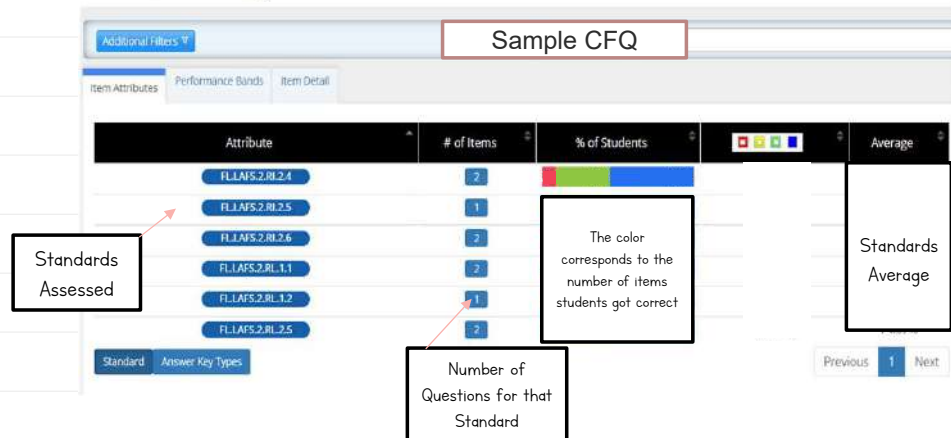 Additional Filters
Sample CFQ
Item Attributes
Performance Bands
Item Detail
Attribute
# of Items
% of Students
Average
FL.LAFS.2.RI.2.4
2
FL.LAFS.2.RI.2.5
1
FL.LAFS.2.RI.2.6
2
FL.LAFS.2.RL.1.1
2
FL.LAFS.2.RL.1.2
1
FL.LAFS.2.RL.2.5
2
Standards
Assessed
The color
corresponds to the
number of items
students got correct
Standards
Average
Standard
Answer Key Types
Number of
Questions for that
Standard
Previous
1
Next